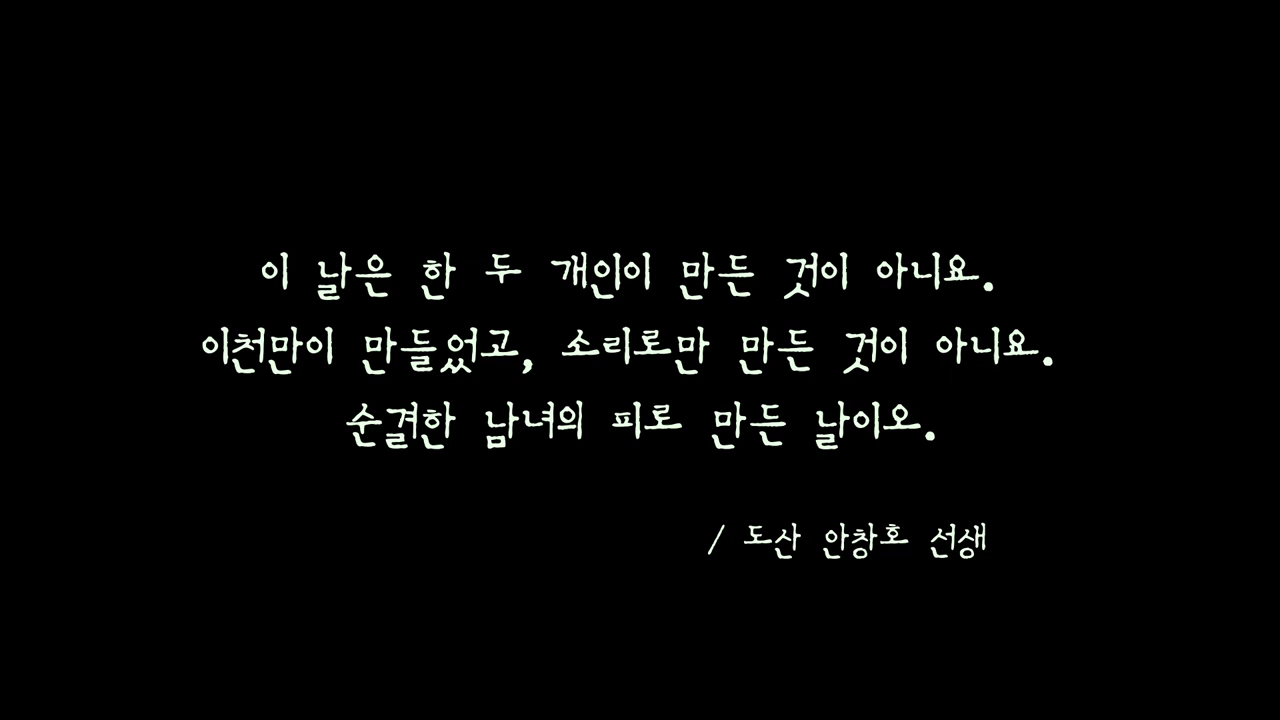 이 날은 한 두 개인이 만든 것이 아니요.
이천만이 만들었고, 소리로만 만든 것이 아니요.
순결한 남녀의 피로 만든 날이오.
/ 도산 안창호 선생